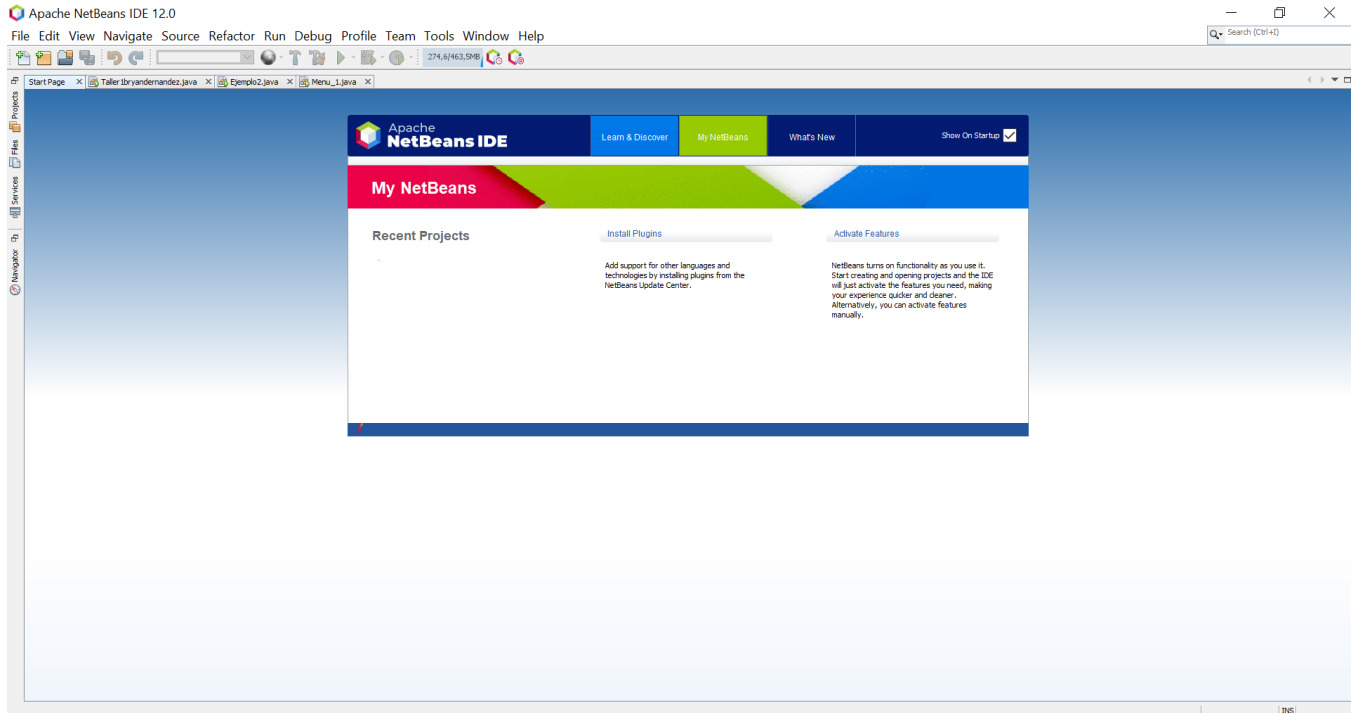 Apache NetBeans IDE 12.0
File Edit View Navigate Source Refactor Run Debug Profile Team Tools Window Help
Search (Ctrl+I)
274,6/463,5MB
Start Page
Taller1bryandernandez.java
Ejemplo2.java
Menu_1.java
Projects
Files
Services
Navigator
Apache
NetBeans IDE
Learn & Discover
My NetBeans
What's New
Show On Startup
My NetBeans
Recent Projects
Install Plugins
Add support for other languages and
technologies by installing plugins from the
NetBeans Update Center.
Activate Features
NetBeans turns on functionality as you use it.
Start creating and opening projects and the IDE
will just activate the features you need, making
your experience quicker and cleaner.
Alternatively, you can activate features
manually.
INS